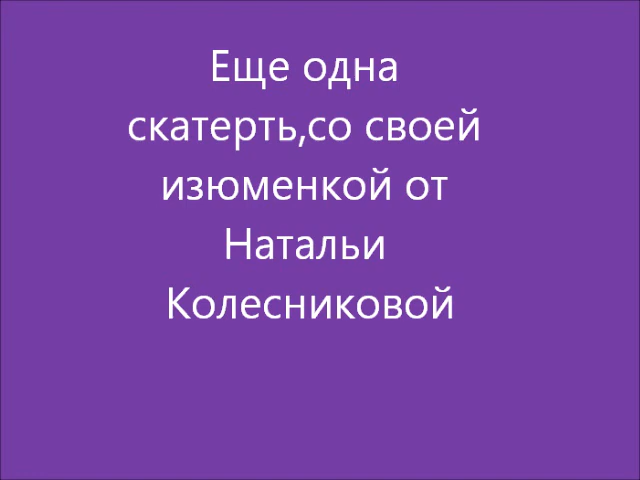 Еще одна
скатерть,со своей
изюменкой от
Натальи
Колесниковой